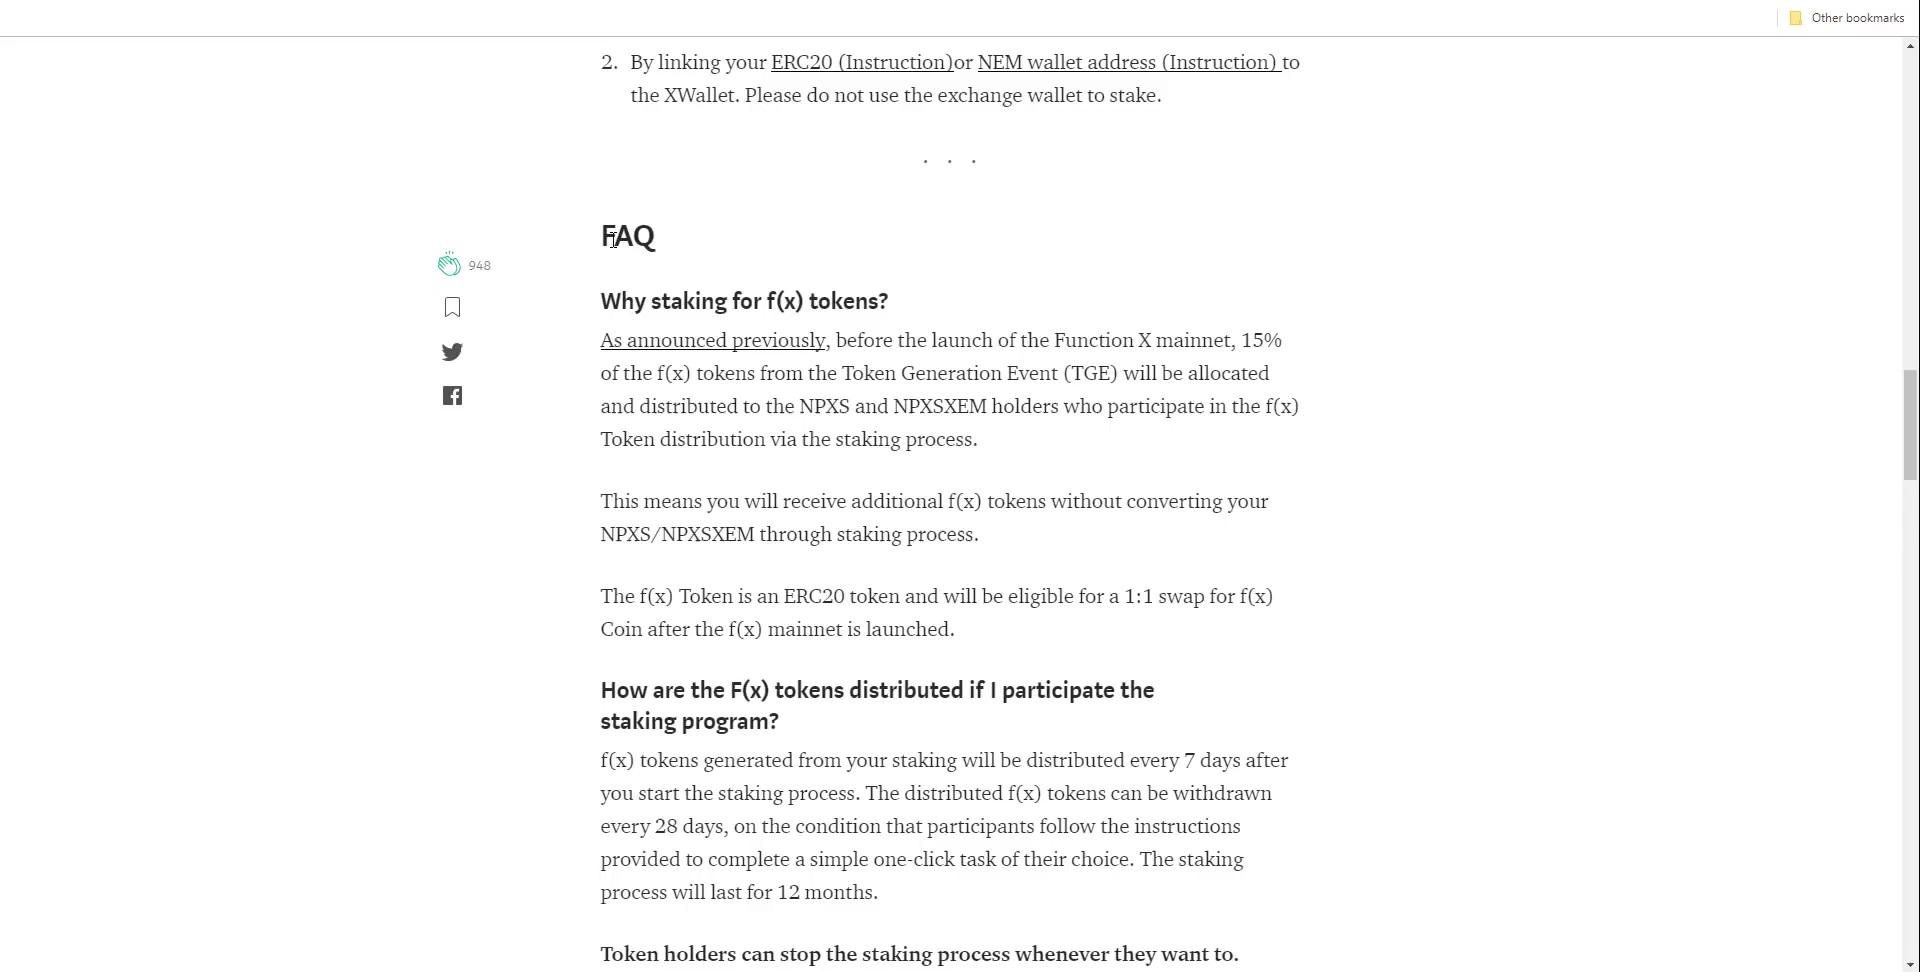 Other bookmarks
2. By linking your ERC20 (Instruction)or NEM wallet address (Instruction) to
the XWallet. Please do not use the exchange wallet to stake.
. . .
FAQ
948
Why staking for f(x) tokens?
As announced previously, before the launch of the Function X mainnet, 15%
of the f(x) tokens from the Token Generation Event (TGE) will be allocated
and distributed to the NPXS and NPXSXEM holders who participate in the f(x)
Token distribution via the staking process.
This means you will receive additional f(x) tokens without converting your
NPXS/NPXSXEM through staking process.
The f(x) Token is an ERC20 token and will be eligible for a 1:1 swap for f(x)
Coin after the f(x) mainnet is launched.
How are the F(x) tokens distributed if I participate the
staking program?
f(x) tokens generated from your staking will be distributed every 7 days after
you start the staking process. The distributed f(x) tokens can be withdrawn
every 28 days, on the condition that participants follow the instructions
provided to complete a simple one-click task of their choice. The staking
process will last for 12 months.
Token holders can stop the staking process whenever they want to.